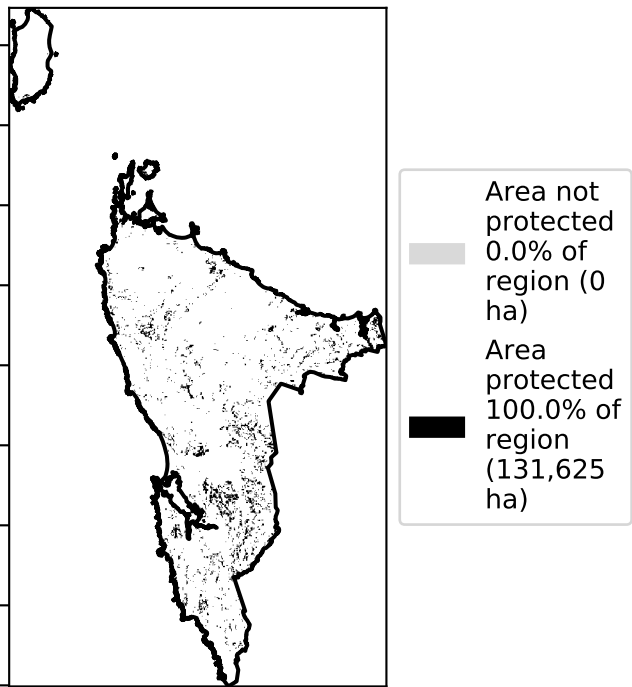 Area not
protected
0.0% of
region (0
ha)
Area
protected
100.0% of
region
(131,625
ha)